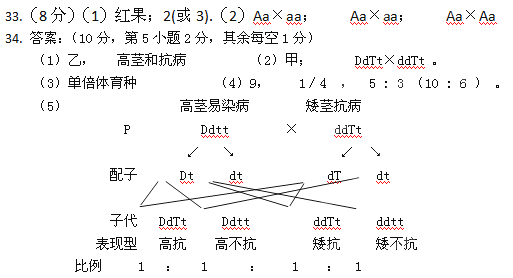 33.（8分）（1）红果；2(或 3).（2）Aa×aa； Aa×aa； Aa×Aa
34. 答案：（10分，第5小题2分，其余每空1分）
（1）乙， 高茎和抗病 （2）甲； DdTt×ddTt 。
（3）单倍体育种 （4）9， 1/4 ， 5 : 3 （10 : 6 ） 。
（5） 高茎易染病 矮茎抗病
P Ddtt × ddTt
↙ ↘ ↙ ↘
配子 Dt dt dT dt
子代 DdTt Ddtt ddTt ddtt
表现型 高抗 高不抗 矮抗 矮不抗
比例 1 : 1 : 1 : 1